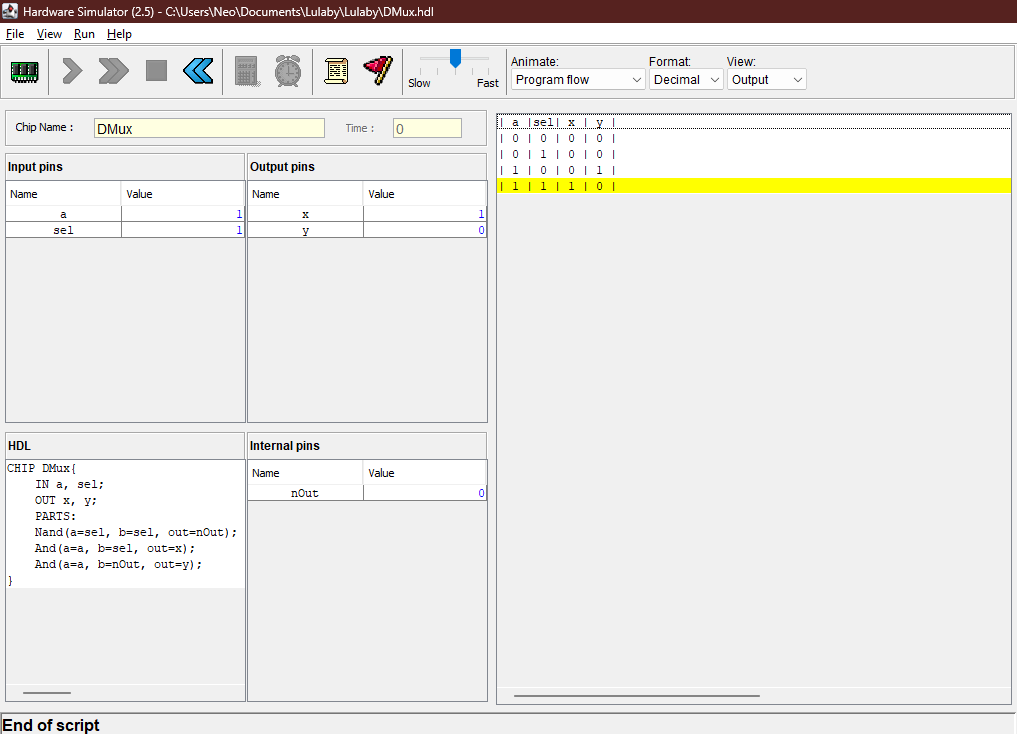 Hardware Simulator (2.5) - C:\Users\Neo\Documents\Lulaby\Lulaby\DMux.hdl
File View Run Help
Slow Fast
Animate: Format: View:
Program flow Decimal Output
Chip Name : DMux Time : 0
Input pins Output pins
Name Value Name Value
a 1 x 1
sel 1 y 0
HDL
CHIP DMux{
    IN a, sel;
    OUT x, y;
    PARTS:
    Nand(a=sel, b=sel, out=nOut);
    And(a=a, b=sel, out=x);
    And(a=a, b=nOut, out=y);
}
Internal pins
Name Value
nOut 0
| a |sel| x | y |
| 0 | 0 | 0 | 0 |
| 0 | 1 | 0 | 0 |
| 1 | 0 | 0 | 1 |
| 1 | 1 | 1 | 0 |
End of script